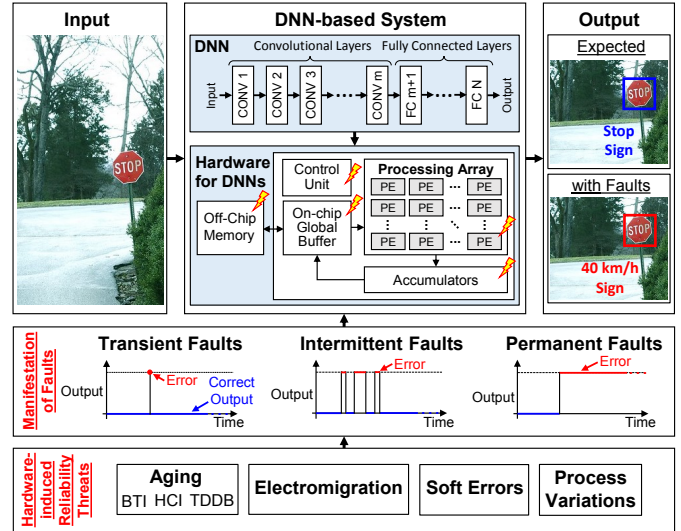 Input
DNN-based System
Output
DNN
Convolutional Layers
Fully Connected Layers
Input
CONV 1
CONV 2
CONV 3
CONV m
FC m+1
FC N
Output
Expected
STOP
Stop
Sign
STOP
Hardware
for DNNs
Control
Unit
Processing Array
PE PE ··· PE
PE PE ··· PE
PE PE ··· PE
Off-Chip
Memory
On-chip
Global
Buffer
Accumulators
with Faults
STOP
40 km/h
Sign
Manifestation
of Faults
Transient Faults
Output
Error
Correct
Output
Time
Intermittent Faults
Output
Error
Time
Permanent Faults
Output
Error
Time
Hardware-
induced
Reliability
Threats
Aging
BTI HCI TDDB
Electromigration
Soft Errors
Process
Variations